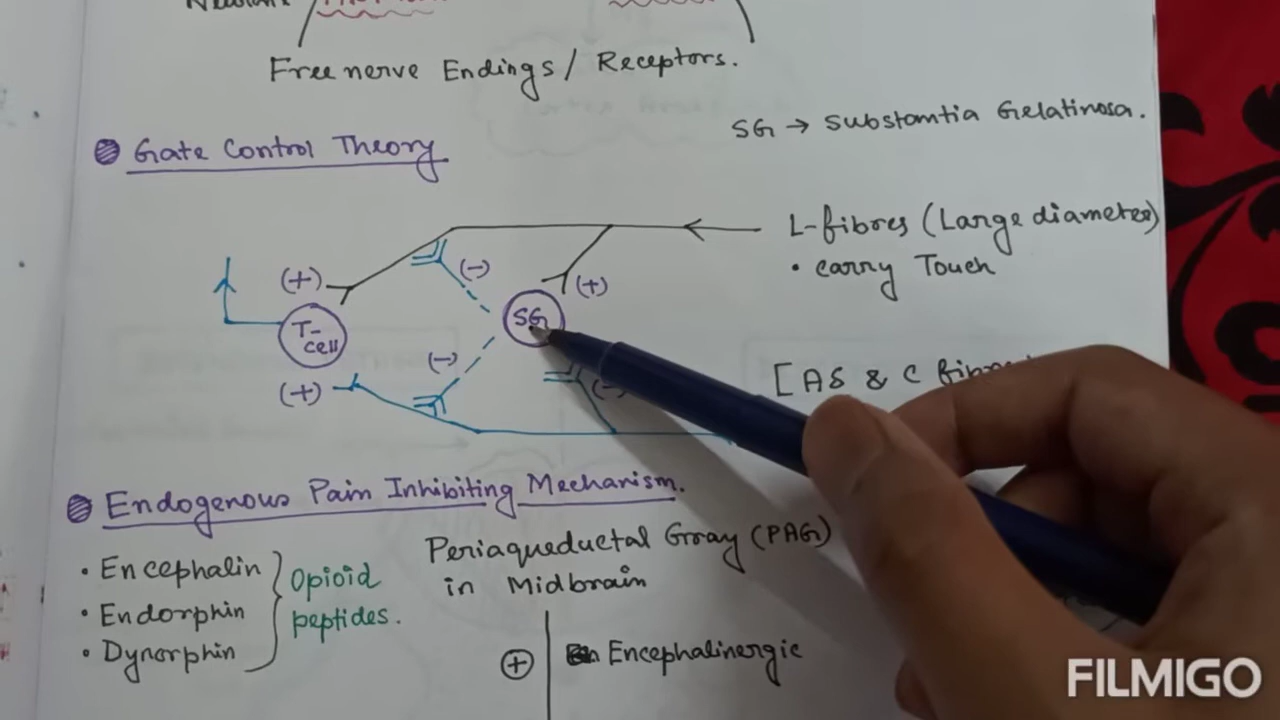 Free nerve Endings / Receptors.
SG → Substantia Gelatinosa.
Gate Control Theory
L-fibres (Large diameter)
• carry Touch
(+)
(-)
(+)
SG
T-
cell
(-)
(+)
(-)
[Aδ & C
Endogenous Pain Inhibiting Mechanism.
• Encephalin
• Endorphin
• Dynorphin
Opioid
peptides.
Periaqueductal Gray (PAG)
in Midbrain
+
Encephalinergic
FILMIGO